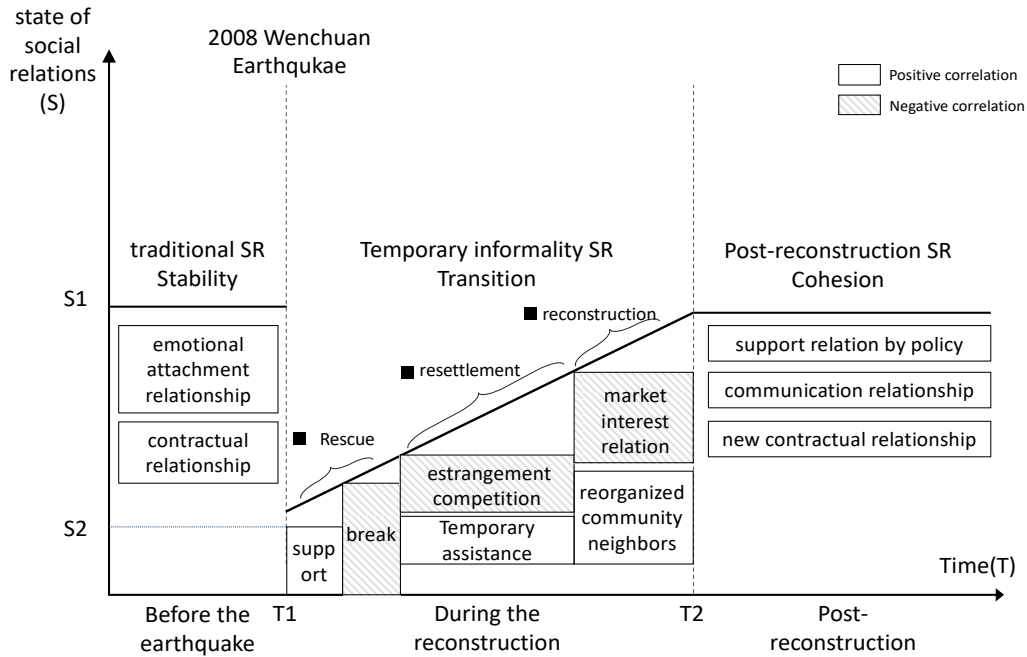 state of
social
relations
(S)
2008 Wenchuan
Earthqukae
Positive correlation
Negative correlation
traditional SR
Stability
Temporary informality SR
Transition
Post-reconstruction SR
Cohesion
S1
emotional
attachment
relationship
contractual
relationship
reconstruction
resettlement
Rescue
support relation by policy
communication relationship
new contractual relationship
market
interest
relation
estrangement
competition
reorganized
community
neighbors
break
Temporary
assistance
S2
supp
ort
Time(T)
Before the
earthquake
T1
During the
reconstruction
T2
Post-
reconstruction